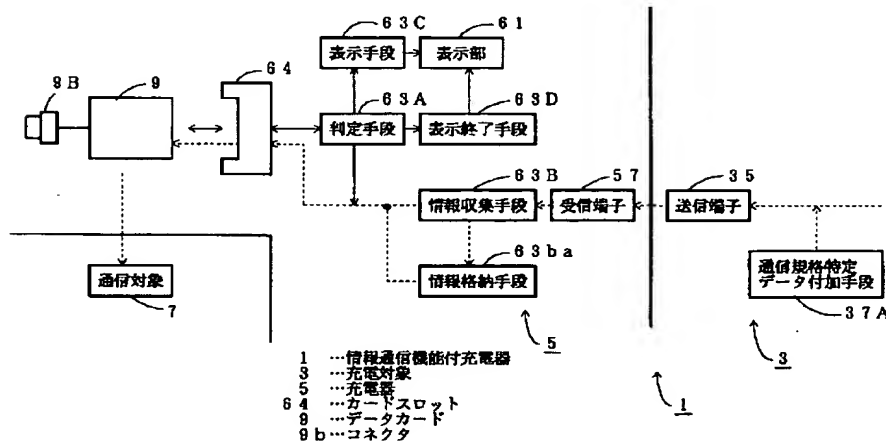 63C
61
表示手段
表示部
64
9B
9
63A
63D
判定手段
表示終了手段
63B
57
35
情報収集手段
受信端子
送信端子
63ba
通信対象
情報格納手段
通信規格特定
データ付加手段
7
37A
5
3
1
1 …情報通信機能付充電器
3 …充電対象
5 …充電器
64 …カードスロット
9 …データカード
9b …コネクタ